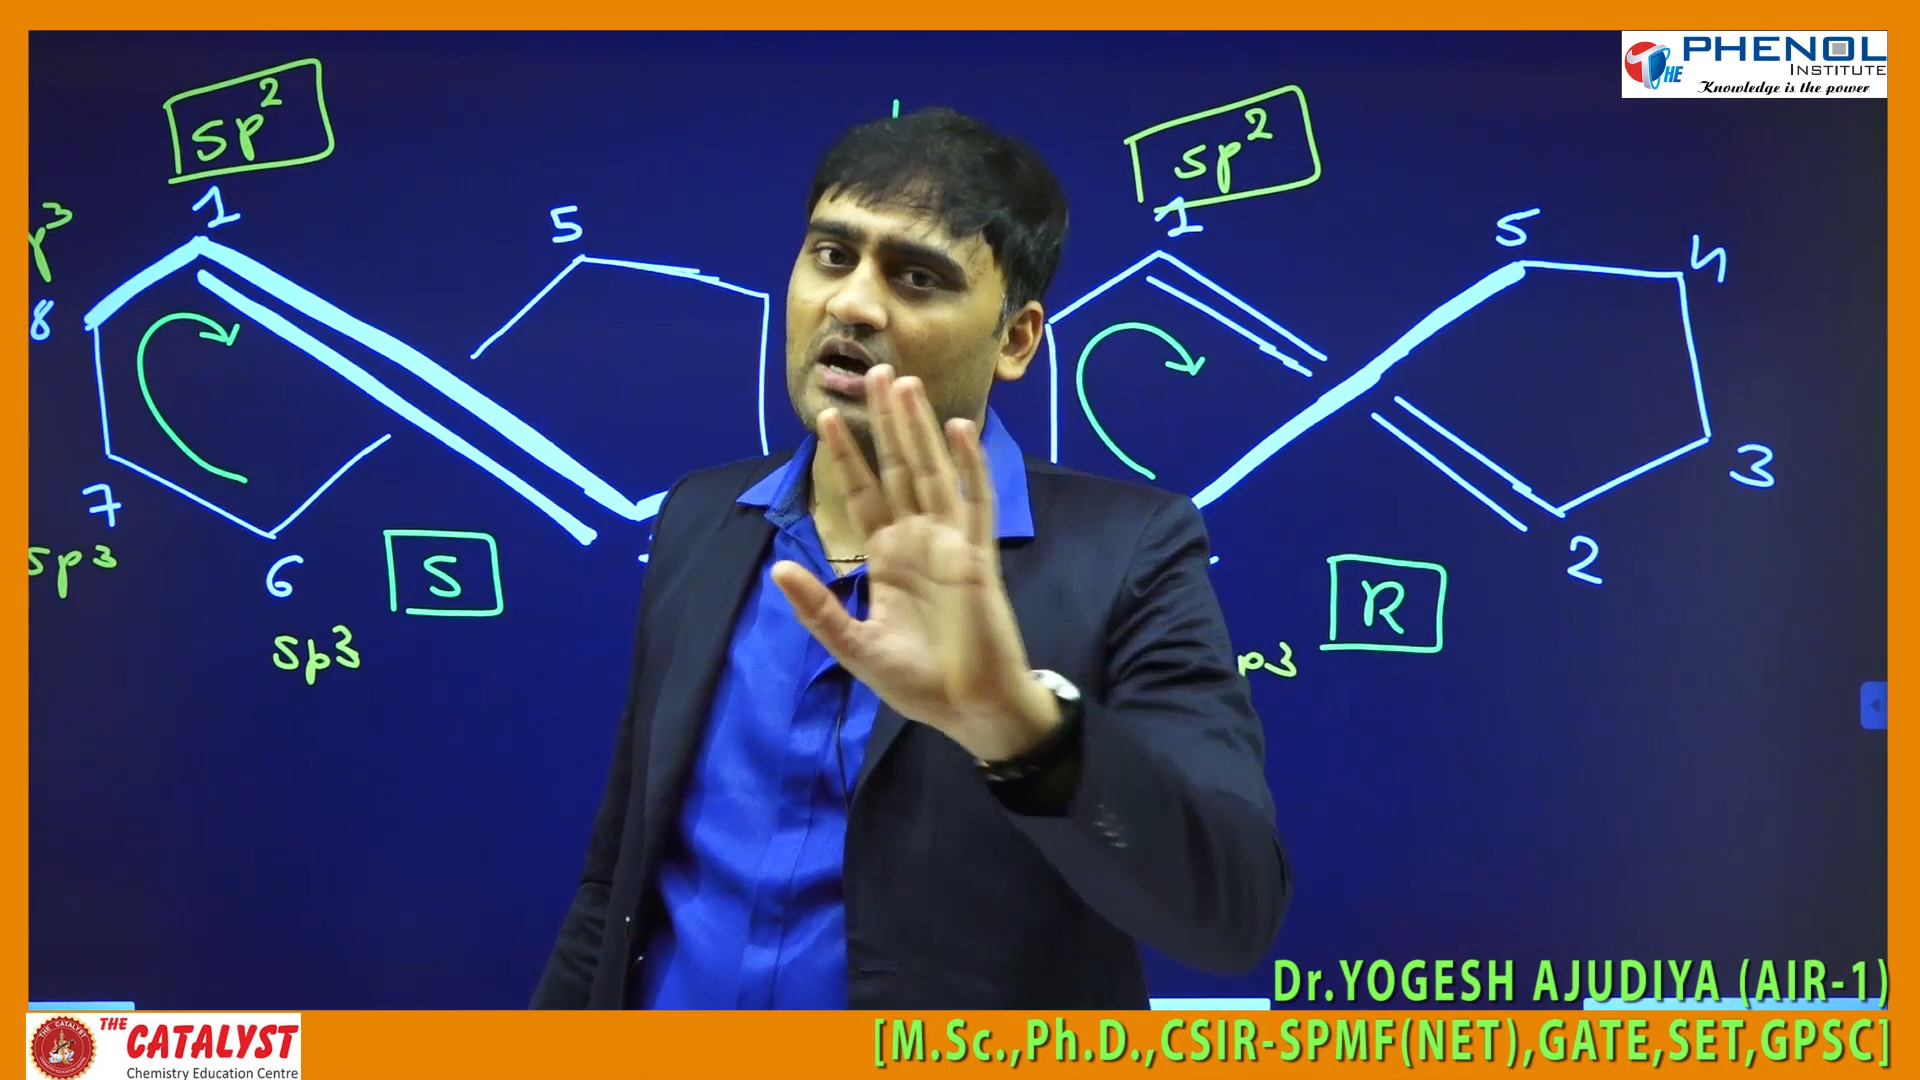 THE PHENOL
INSTITUTE
Knowledge is the power
sp²
sp²
1
5
8
7
sp3
6
sp3
S
1
5
4
3
2
R
p3
Dr.YOGESH AJUDIYA (AIR-1)
[M.Sc.,Ph.D.,CSIR-SPMF(NET),GATE,SET,GPSC]
THE CATALYST
Chemistry Education Centre